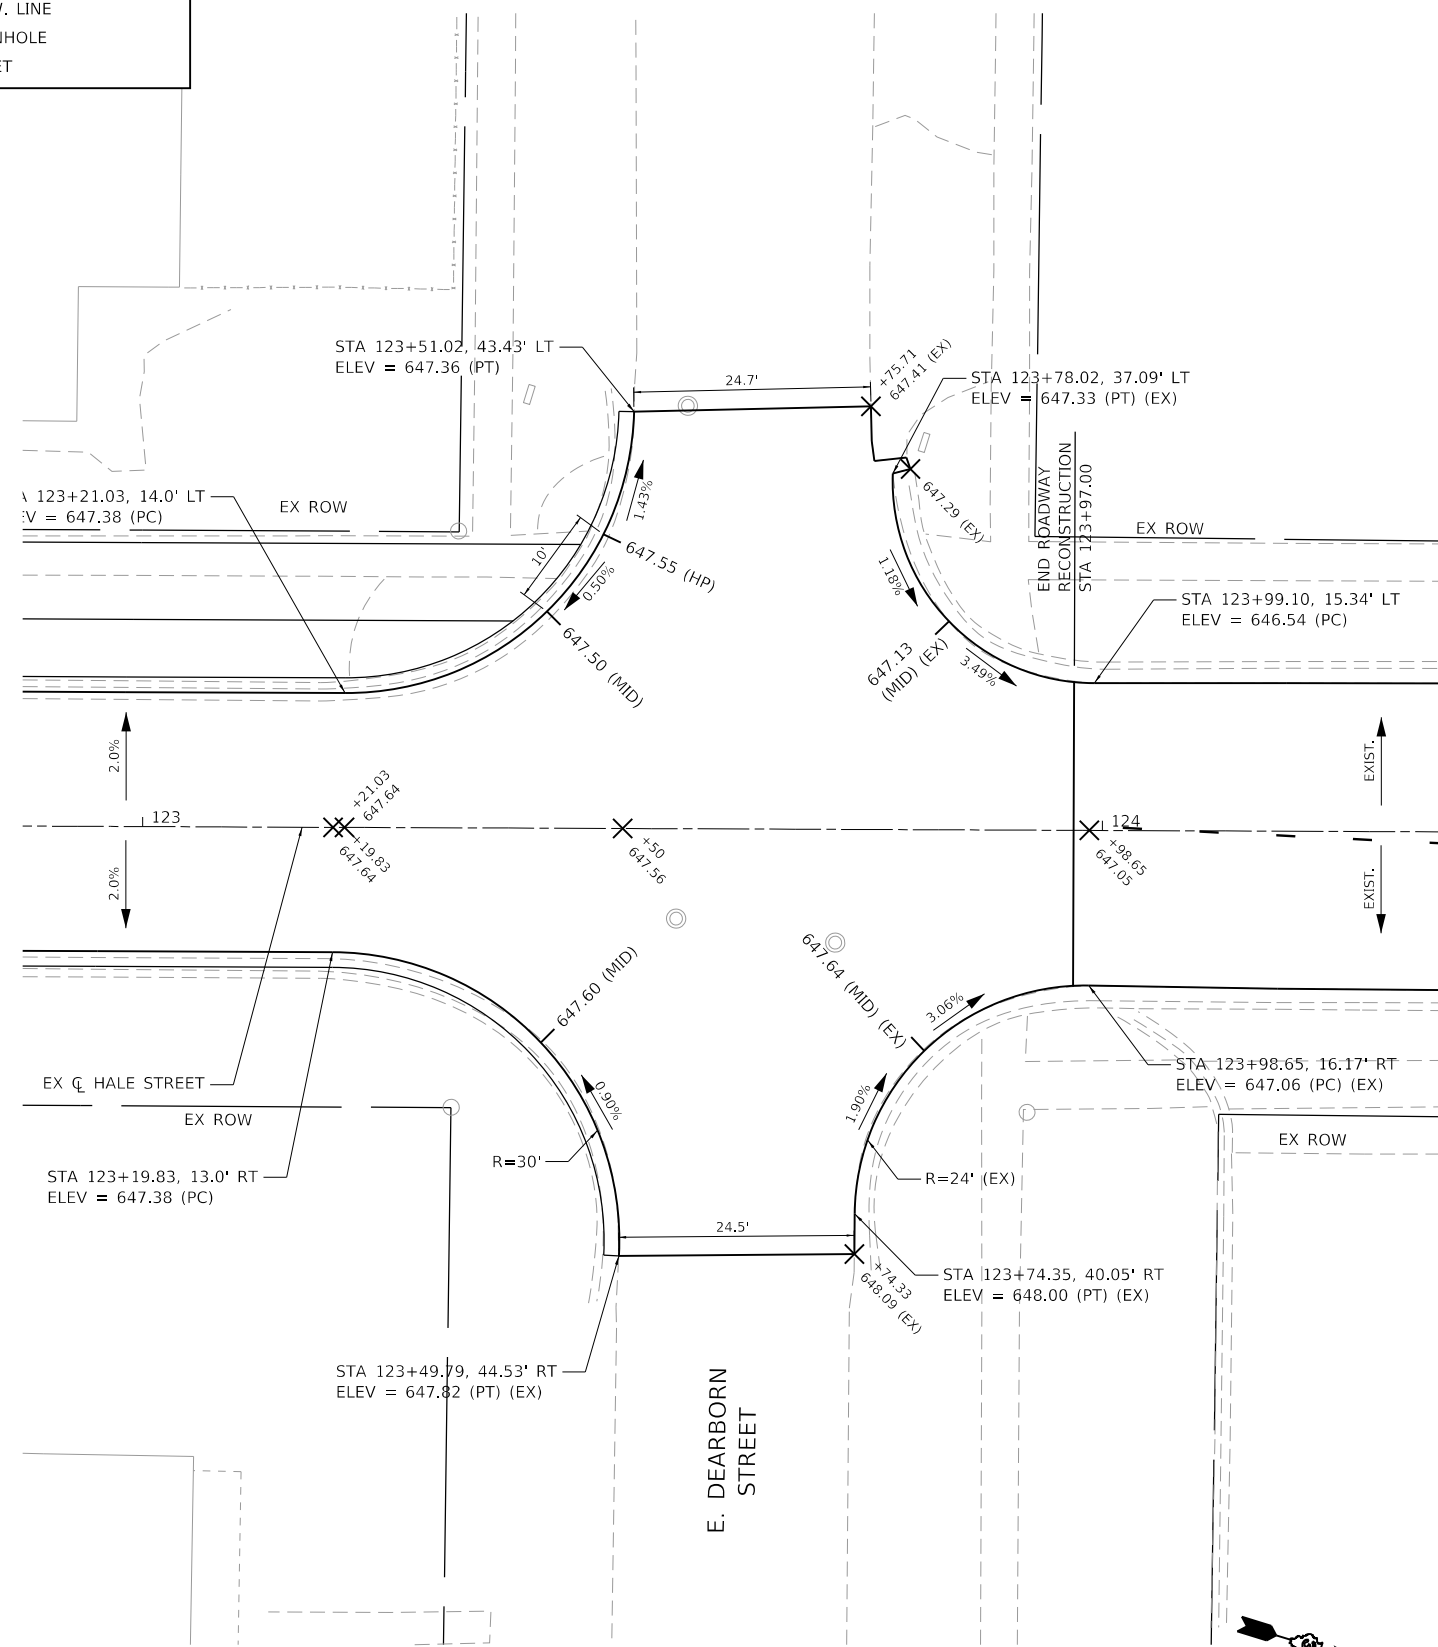 LINE
STA 123+51.02, 43.43' LT
ELEV = 647.36 (PT)
24.7'
+75.71
647.41 (EX)
STA 123+78.02, 37.09' LT
ELEV = 647.33 (PT) (EX)
123+21.03, 14.0' LT
= 647.38 (PC)
EX ROW
1.43%
10'
0.50%
647.55 (HP)
647.50 (MID)
647.29 (EX)
1.18%
647.13
(MID) (EX)
3.49%
END ROADWAY
RECONSTRUCTION
STA 123+97.00
EX ROW
STA 123+99.10, 15.34' LT
ELEV = 646.54 (PC)
2.0%
2.0%
123
+21.03
647.64
+19.83
647.64
+50
647.56
124
+98.65
647.05
EXIST.
EXIST.
647.60 (MID)
647.64 (MID) (EX)
3.06%
EX ℄ HALE STREET
EX ROW
0.90%
1.90%
STA 123+98.65, 16.17' RT
ELEV = 647.06 (PC) (EX)
EX ROW
STA 123+19.83, 13.0' RT
ELEV = 647.38 (PC)
R=30'
R=24' (EX)
24.5'
+74.33
648.09 (EX)
STA 123+74.35, 40.05' RT
ELEV = 648.00 (PT) (EX)
STA 123+49.79, 44.53' RT
ELEV = 647.82 (PT) (EX)
E. DEARBORN
STREET